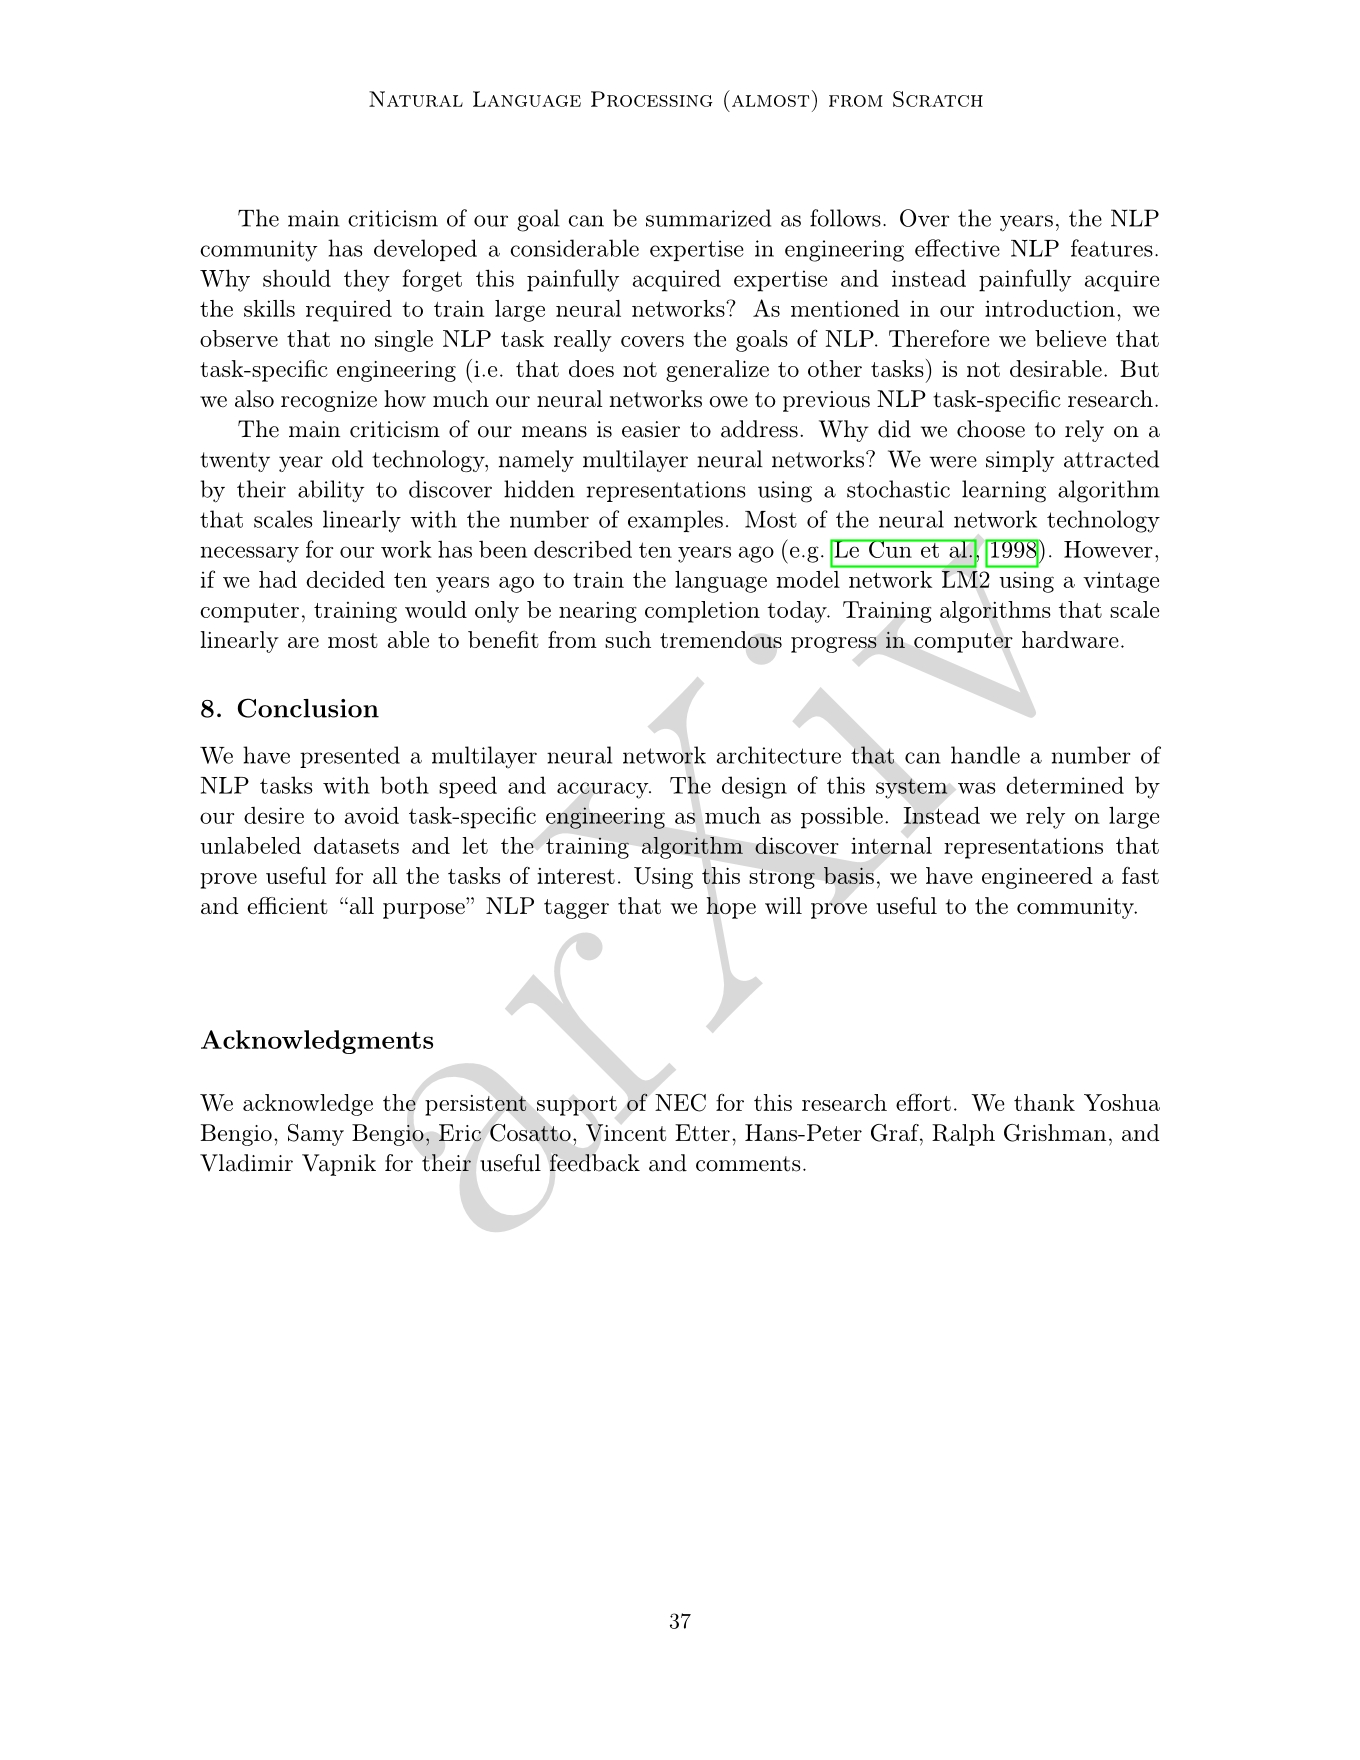 Natural Language Processing (almost) from Scratch
The main criticism of our goal can be summarized as follows. Over the years, the NLP
community has developed a considerable expertise in engineering effective NLP features.
Why should they forget this painfully acquired expertise and instead painfully acquire
the skills required to train large neural networks? As mentioned in our introduction, we
observe that no single NLP task really covers the goals of NLP. Therefore we believe that
task-specific engineering (i.e. that does not generalize to other tasks) is not desirable. But
we also recognize how much our neural networks owe to previous NLP task-specific research.
The main criticism of our means is easier to address. Why did we choose to rely on a
twenty year old technology, namely multilayer neural networks? We were simply attracted
by their ability to discover hidden representations using a stochastic learning algorithm
that scales linearly with the number of examples. Most of the neural network technology
necessary for our work has been described ten years ago (e.g. Le Cun et al., 1998). However,
if we had decided ten years ago to train the language model network LM2 using a vintage
computer, training would only be nearing completion today. Training algorithms that scale
linearly are most able to benefit from such tremendous progress in computer hardware.
8. Conclusion
We have presented a multilayer neural network architecture that can handle a number of
NLP tasks with both speed and accuracy. The design of this system was determined by
our desire to avoid task-specific engineering as much as possible. Instead we rely on large
unlabeled datasets and let the training algorithm discover internal representations that
prove useful for all the tasks of interest. Using this strong basis, we have engineered a fast
and efficient “all purpose” NLP tagger that we hope will prove useful to the community.
Acknowledgments
We acknowledge the persistent support of NEC for this research effort. We thank Yoshua
Bengio, Samy Bengio, Eric Cosatto, Vincent Etter, Hans-Peter Graf, Ralph Grishman, and
Vladimir Vapnik for their useful feedback and comments.
arXiv
37